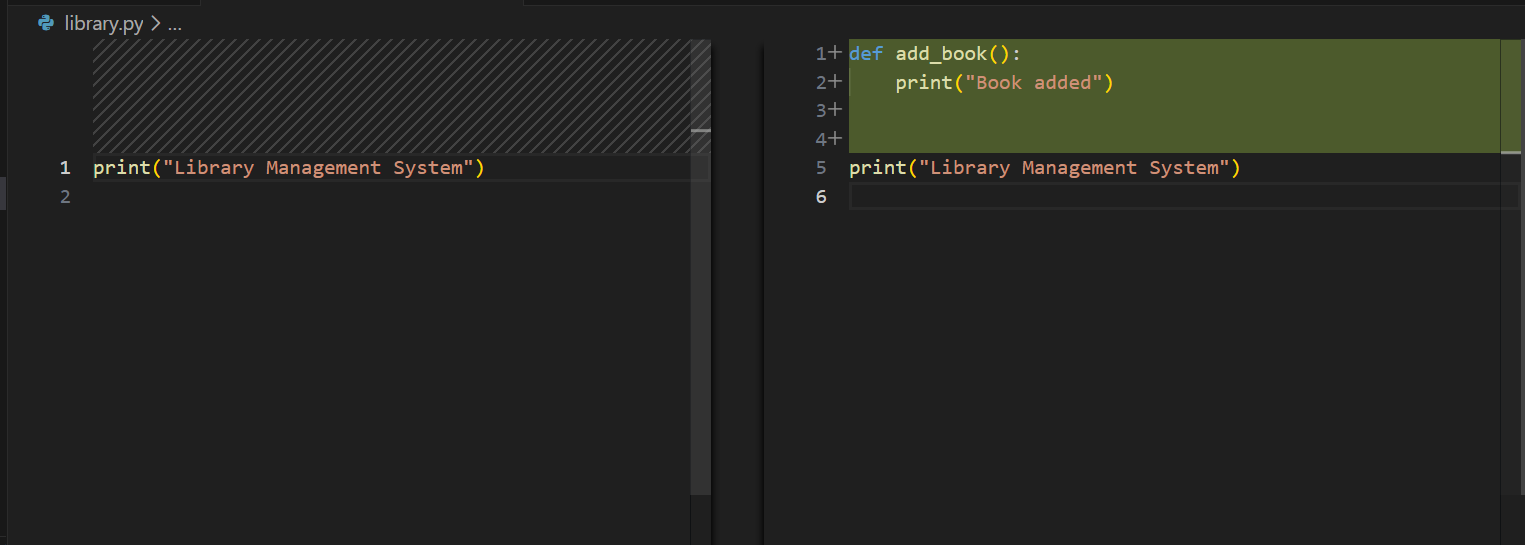 library.py > ...
1 print("Library Management System")
2
1+ def add_book():
2+     print("Book added")
3+
4+
5 print("Library Management System")
6